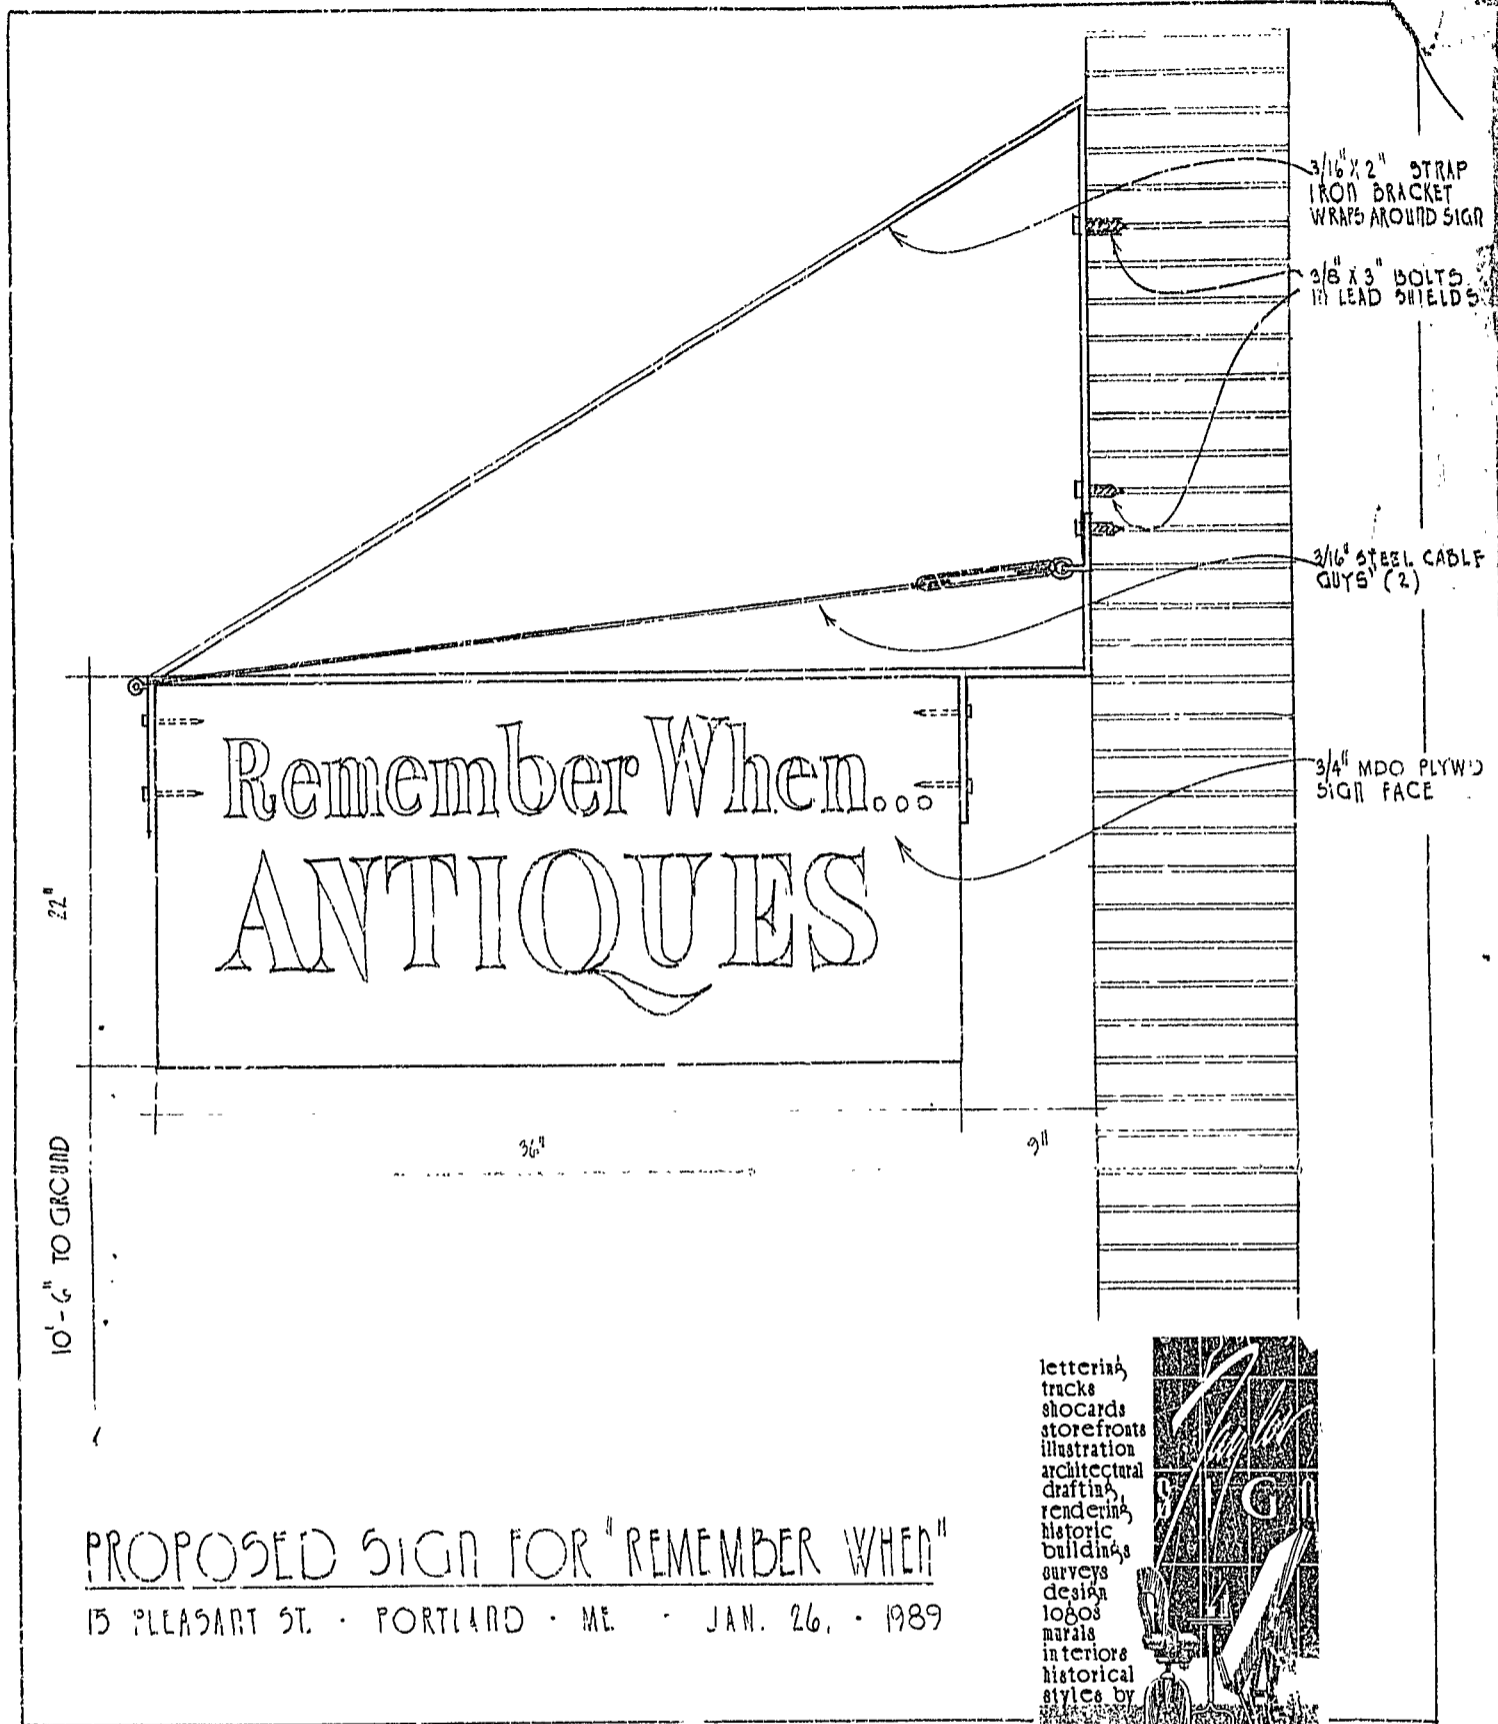 3/16" X 2" STRAP
IRON BRACKET
WRAPS AROUND SIGN
3/8" X 3" BOLTS
IN LEAD SHIELDS
3/16" STEEL CABLE
GUYS (2)
Remember When...
ANTIQUES
3/4" MDO PLYW'D
SIGN FACE
22"
36"
9"
10'-6" TO GROUND
lettering
trucks
shocards
storefronts
illustration
architectural
drafting,
rendering,
historic
buildings
surveys
design
logos
murals
interiors
historical
styles by
SIGN
PROPOSED SIGN FOR "REMEMBER WHEN"
15 PLEASANT ST. · PORTLAND · ME · JAN. 26, · 1989